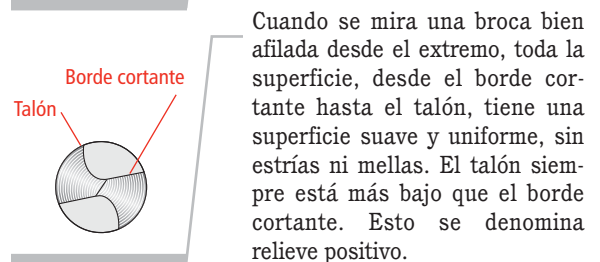 Borde cortante
Talón
Cuando se mira una broca bien
afilada desde el extremo, toda la
superficie, desde el borde cor-
tante hasta el talón, tiene una
superficie suave y uniforme, sin
estrías ni mellas. El talón siem-
pre está más bajo que el borde
cortante. Esto se denomina
relieve positivo.